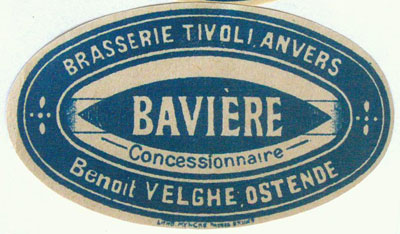 BRASSERIE TIVOLI. ANVERS
BAVIÈRE
Concessionnaire
Benoit VELGHE, OSTENDE